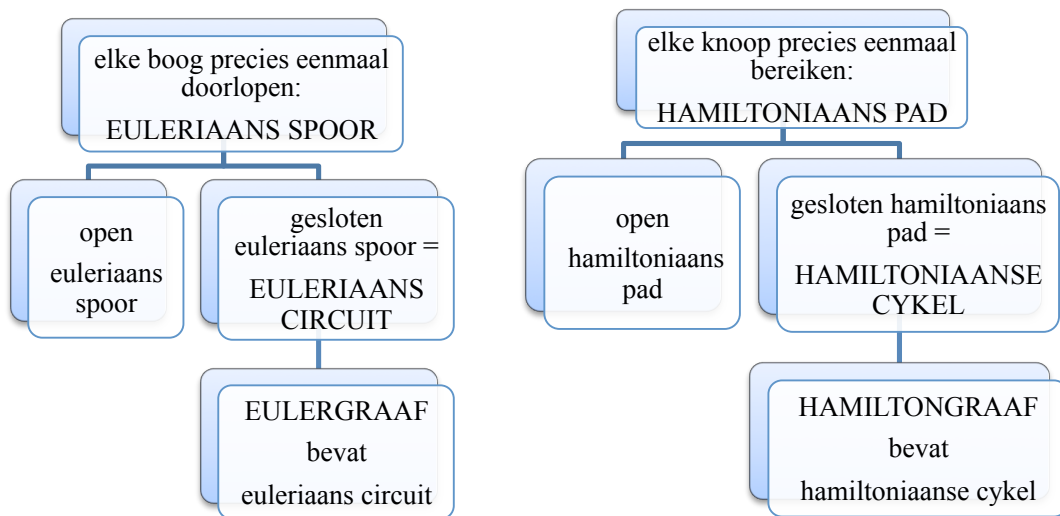 elke boog precies eenmaal
doorlopen:
EULERIAANS SPOOR
open
euleriaans
spoor
gesloten
euleriaans spoor =
EULERIAANS
CIRCUIT
EULERGRAAF
bevat
euleriaans circuit
elke knoop precies eenmaal
bereiken:
HAMILTONIAANS PAD
open
hamiltoniaans
pad
gesloten hamiltoniaans
pad =
HAMILTONIAANSE
CYKEL
HAMILTONGRAAF
bevat
hamiltoniaanse cykel